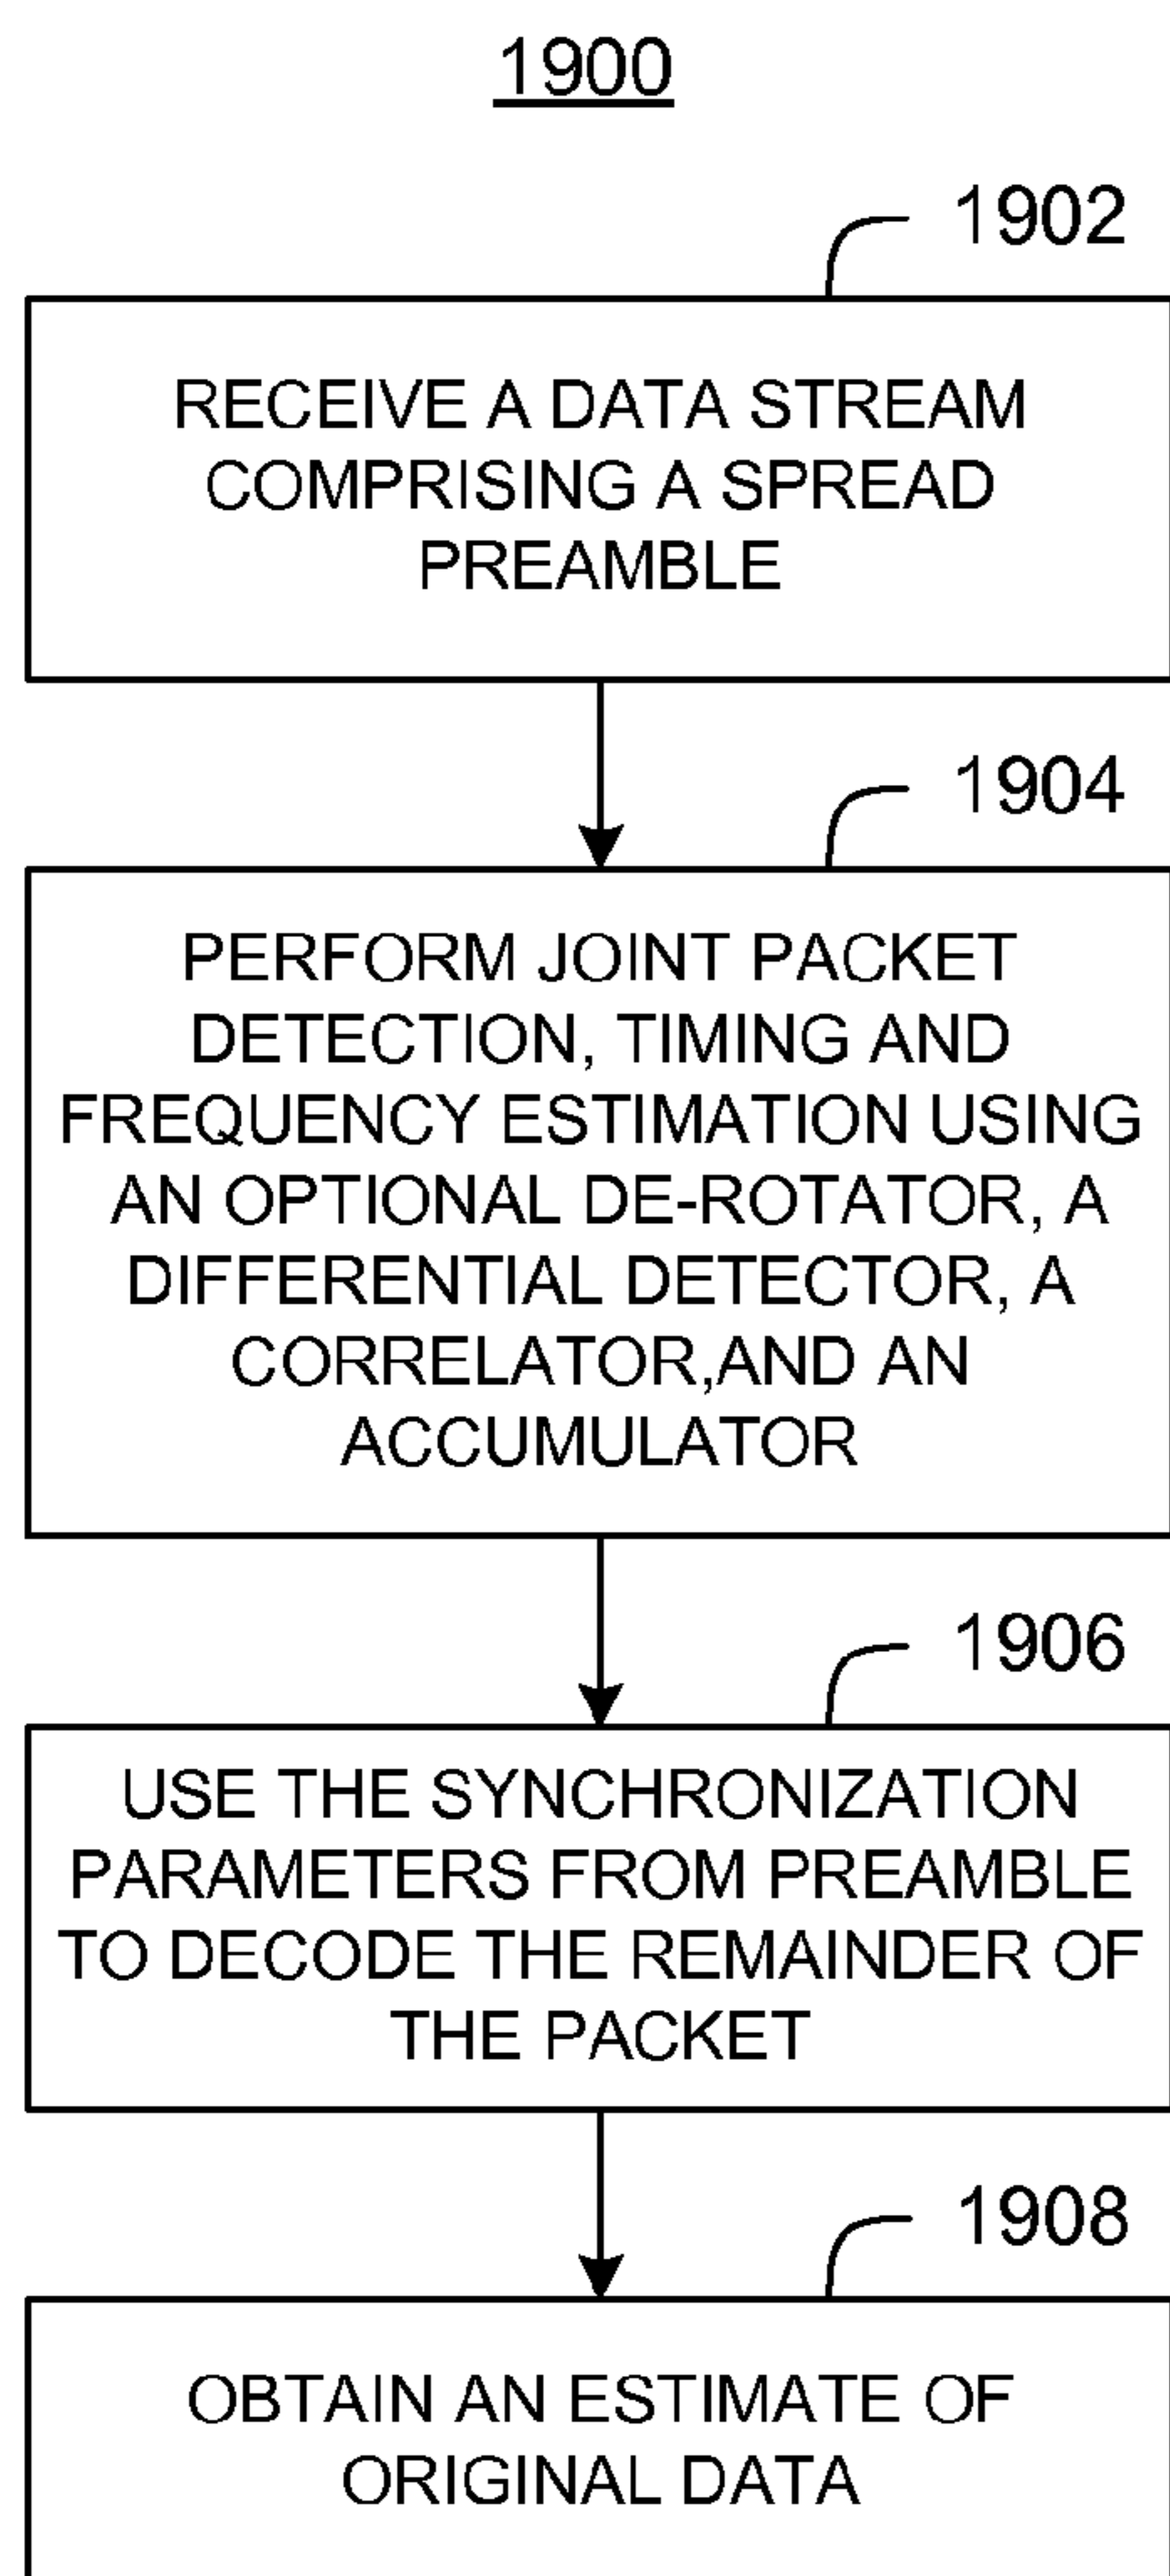 1900
1902
RECEIVE A DATA STREAM
COMPRISING A SPREAD
PREAMBLE
1904
PERFORM JOINT PACKET
DETECTION, TIMING AND
FREQUENCY ESTIMATION USING
AN OPTIONAL DE-ROTATOR, A
DIFFERENTIAL DETECTOR, A
CORRELATOR,AND AN
ACCUMULATOR
1906
USE THE SYNCHRONIZATION
PARAMETERS FROM PREAMBLE
TO DECODE THE REMAINDER OF
THE PACKET
1908
OBTAIN AN ESTIMATE OF
ORIGINAL DATA